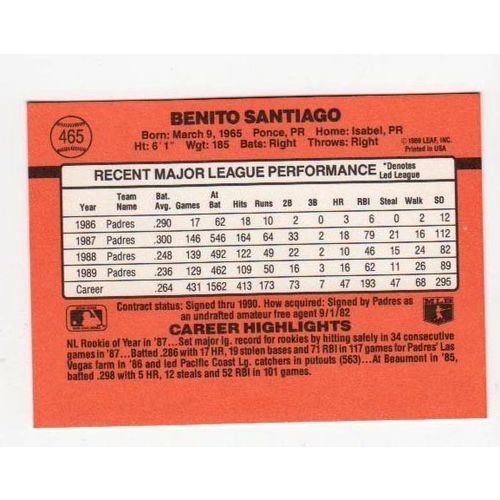 465
BENITO SANTIAGO
Born: March 9, 1965 Ponce, PR Home: Isabel, PR
Ht: 6'1" Wgt: 185 Bats: Right Throws: Right
© 1989 LEAF, INC.
Printed in USA
RECENT MAJOR LEAGUE PERFORMANCE *Denotes Led League
Year Team Name Bat. Avg. Games At Bat Hits Runs 2B 3B HR RBI Steal Walk SO
1986 Padres .290 17 62 18 10 2 0 3 6 0 2 12
1987 Padres .300 146 546 164 64 33 2 18 79 21 16 112
1988 Padres .248 139 492 122 49 22 2 10 46 15 24 82
1989 Padres .236 129 462 109 50 16 3 16 62 11 26 89
Career .264 431 1562 413 173 73 7 47 193 47 68 295
Contract status: Signed thru 1990. How acquired: Signed by Padres as
an undrafted amateur free agent 9/1/82
CAREER HIGHLIGHTS
NL Rookie of Year in '87...Set major lg. record for rookies by hitting safely in 34 consecutive
games in '87...Batted .286 with 17 HR, 19 stolen bases and 71 RBI in 117 games for Padres' Las
Vegas farm in '86 and led Pacific Coast Lg. catchers in putouts (563)...At Beaumont in '85,
batted .298 with 5 HR, 12 steals and 52 RBI in 101 games.